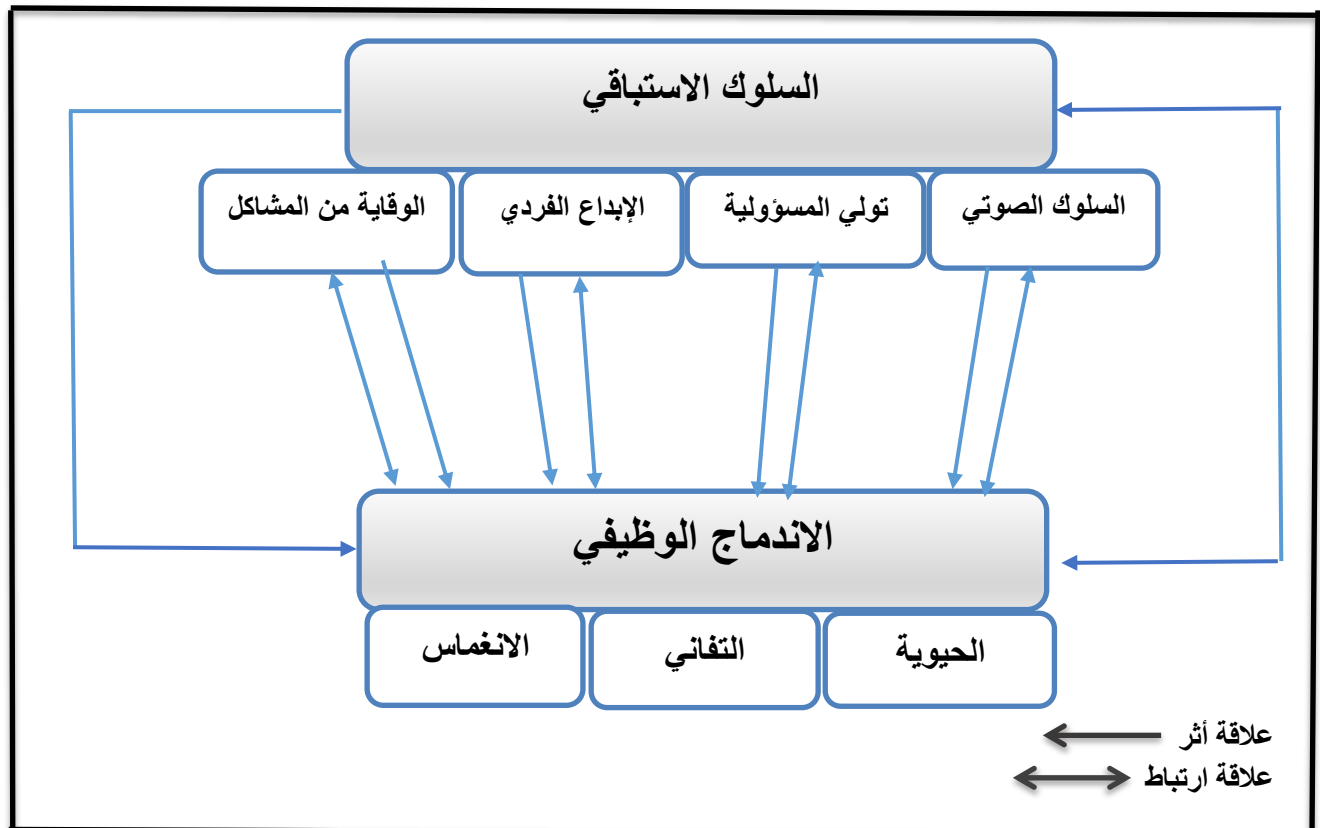 السلوك الاستباقي
السلوك الصوتي
تولي المسؤولية
الإبداع الفردي
الوقاية من المشاكل
الاندماج الوظيفي
الحيوية
التفاني
الانغماس
علاقة أثر
علاقة ارتباط